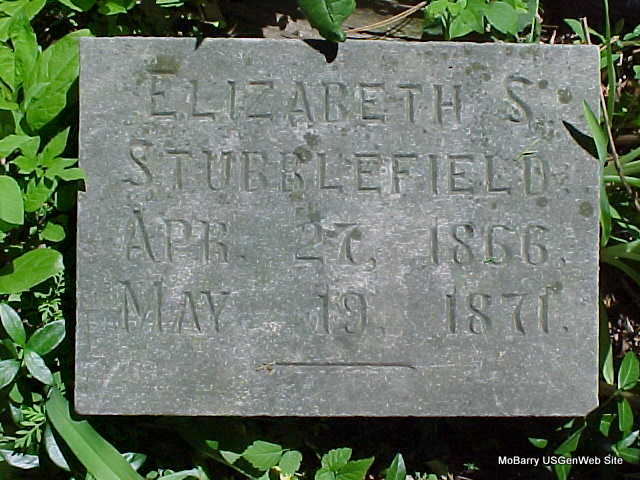 ELIZABETH S.
STUBBLEFIELD
APR. 27, 1866.
MAY 19, 1871.
MoBarry USGenWeb Site